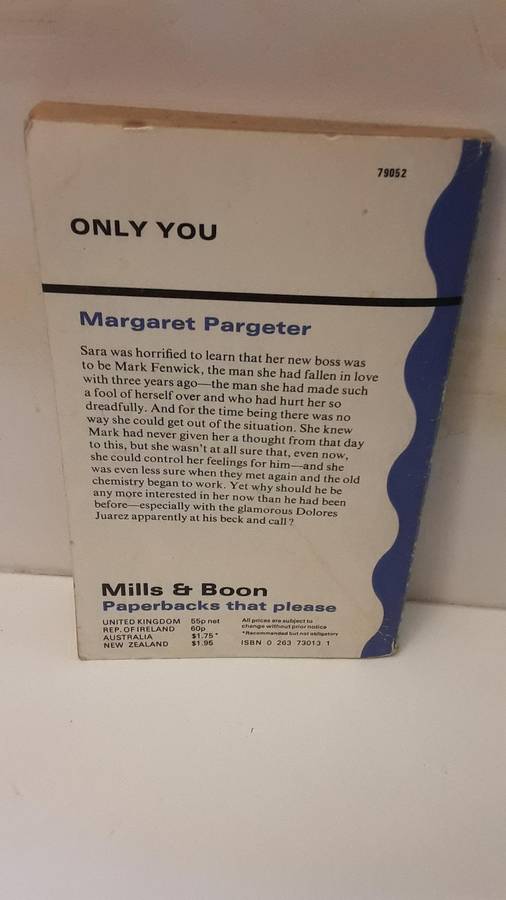 79052
ONLY YOU
Margaret Pargeter
Sara was horrified to learn that her new boss was
to be Mark Fenwick, the man she had fallen in love
with three years ago—the man she had made such
a fool of herself over and who had hurt her so
dreadfully. And for the time being there was no
way she could get out of the situation. She knew
Mark had never given her a thought from that day
to this, but she wasn't at all sure that, even now,
she could control her feelings for him—and she
was even less sure when they met again and the old
chemistry began to work. Yet why should he be
any more interested in her now than he had been
before—especially with the glamorous Dolores
Juarez apparently at his beck and call?
Mills & Boon
Paperbacks that please
UNITED KINGDOM 55p net
REP. OF IRELAND 60p
AUSTRALIA $1.75*
NEW ZEALAND $1.95
All prices are subject to
change without prior notice
*Recommended but not obligatory
ISBN 0 263 73013 1